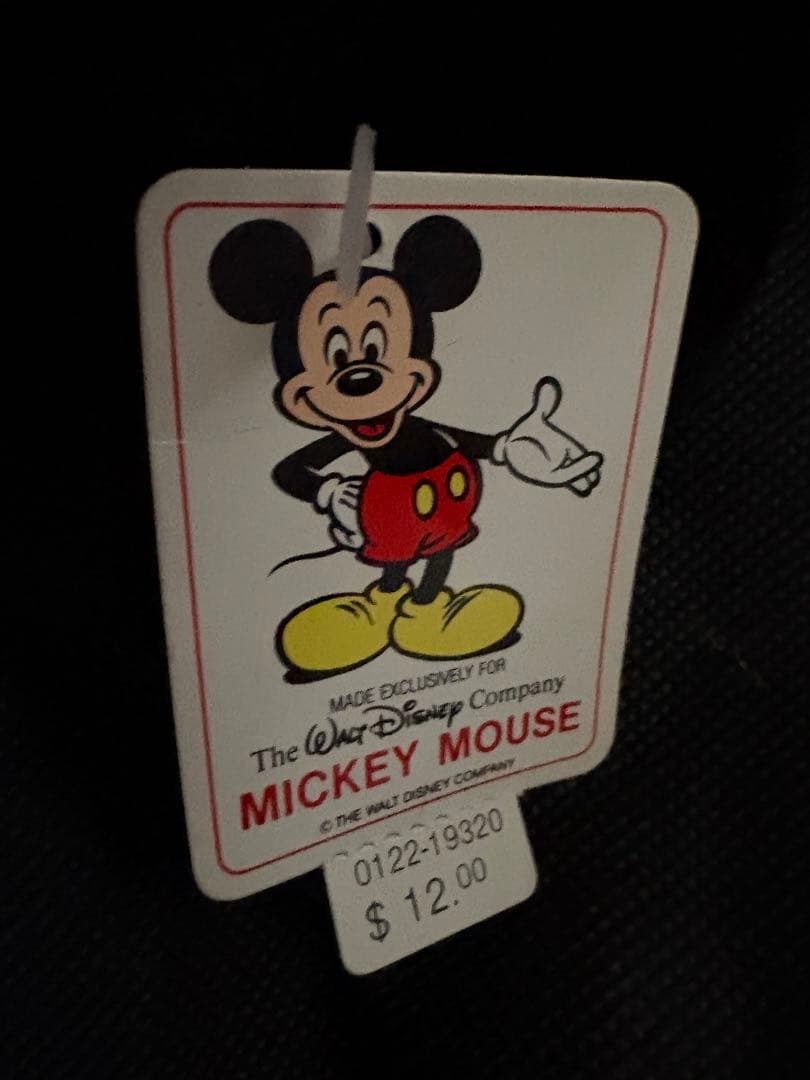 MADE EXCLUSIVELY FOR
The Walt Disney Company
MICKEY MOUSE
© THE WALT DISNEY COMPANY
0122-19320
$ 12.00